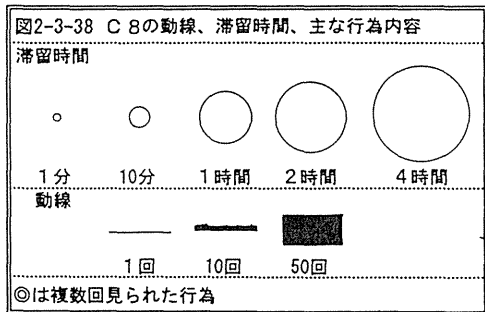 図2-3-38 C8の動線、滞留時間、主な行為内容
滞留時間
1分 10分 1時間 2時間 4時間
動線
1回 10回 50回
◎は複数回見られた行為